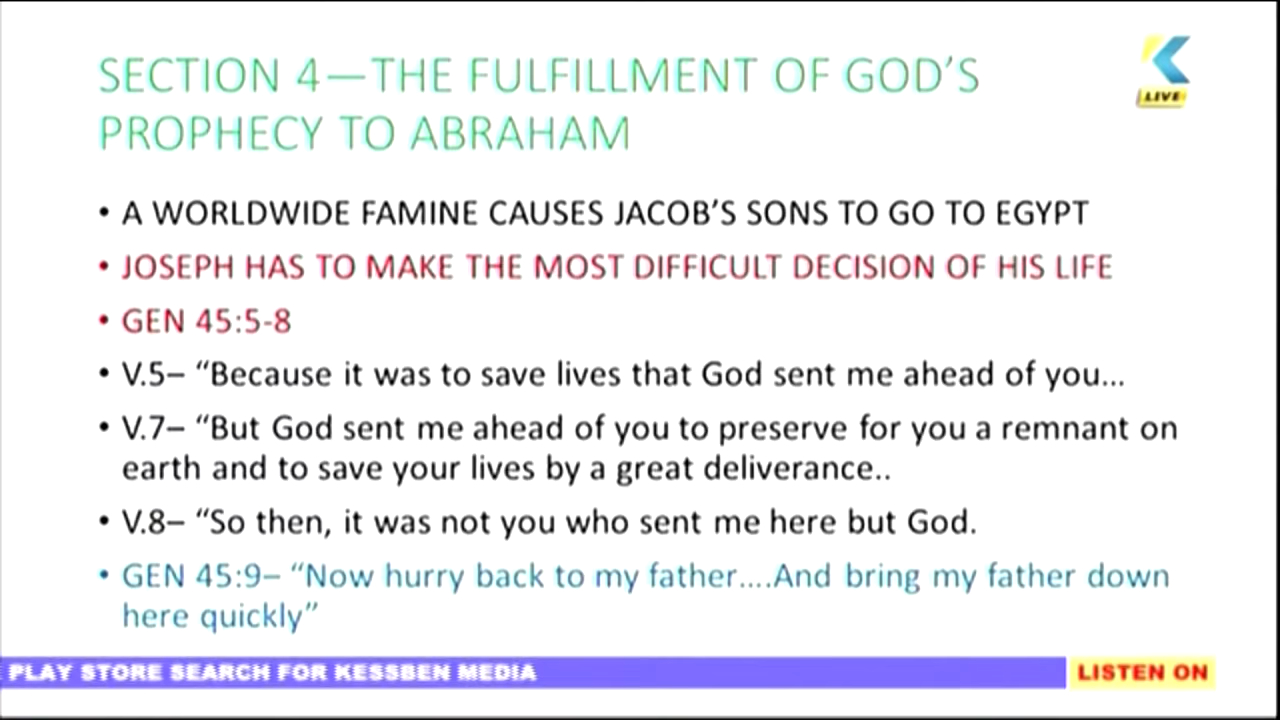 SECTION 4—THE FULFILLMENT OF GOD'S
PROPHECY TO ABRAHAM
LIVE
• A WORLDWIDE FAMINE CAUSES JACOB'S SONS TO GO TO EGYPT
• JOSEPH HAS TO MAKE THE MOST DIFFICULT DECISION OF HIS LIFE
• GEN 45:5-8
• V.5– “Because it was to save lives that God sent me ahead of you…
• V.7– “But God sent me ahead of you to preserve for you a remnant on
earth and to save your lives by a great deliverance..
• V.8– “So then, it was not you who sent me here but God.
• GEN 45:9– “Now hurry back to my father….And bring my father down
here quickly”
PLAY STORE SEARCH FOR KESSBEN MEDIA
LISTEN ON